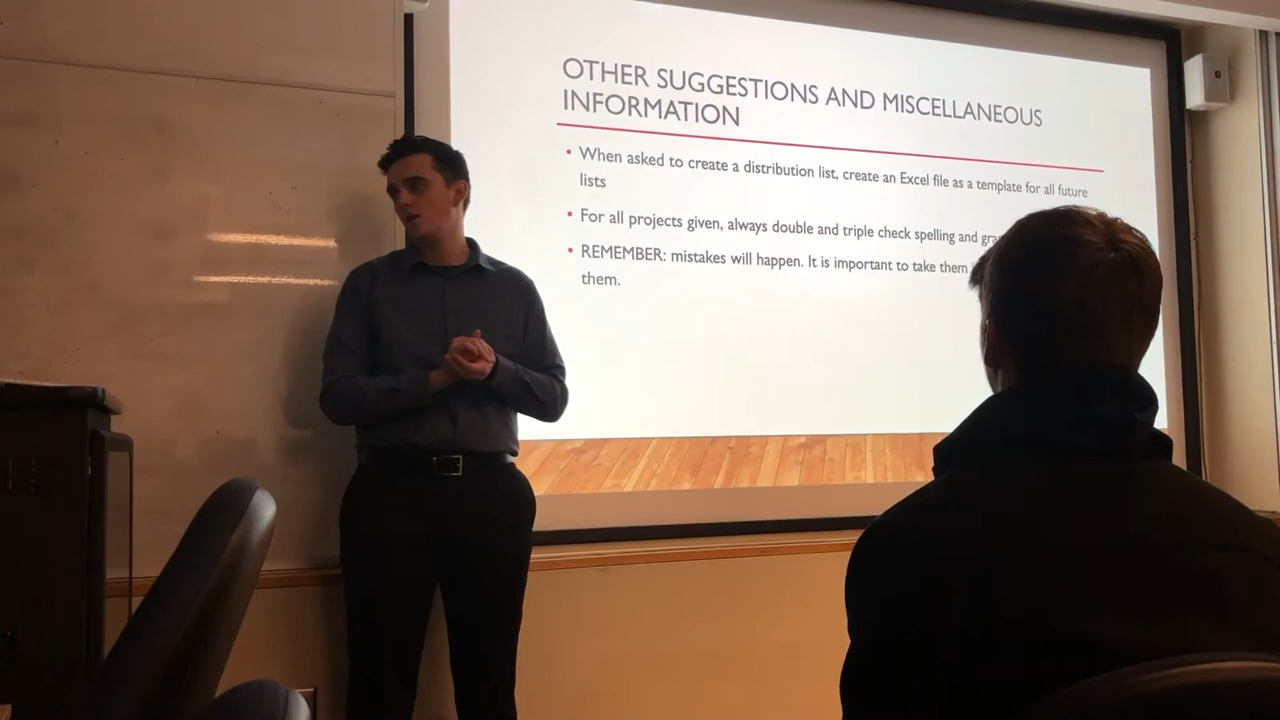 OTHER SUGGESTIONS AND MISCELLANEOUS
INFORMATION
• When asked to create a distribution list, create an Excel file as a template for all future
lists
• For all projects given, always double and triple check spelling and
• REMEMBER: mistakes will happen. It is important to take them
them.